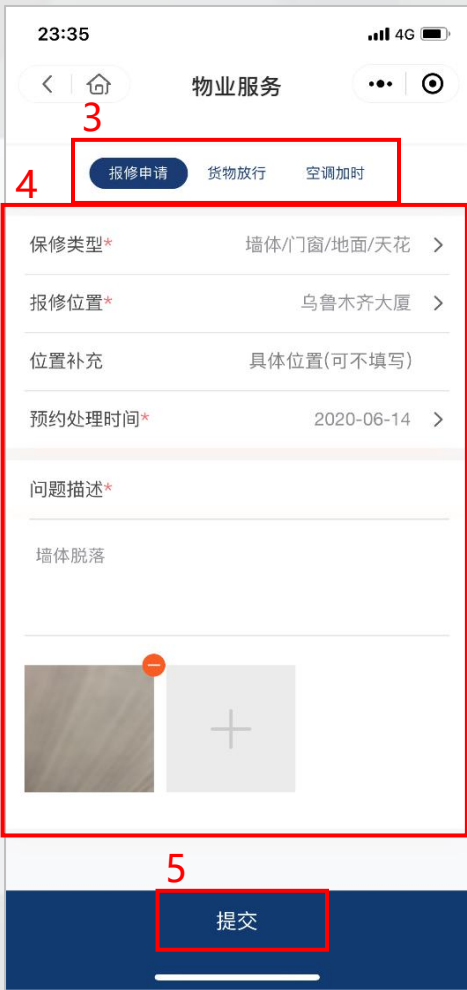 23:35 4G
物业服务
3
报修申请 货物放行 空调加时
4
保修类型* 墙体/门窗/地面/天花
报修位置* 乌鲁木齐大厦
位置补充 具体位置(可不填写)
预约处理时间* 2020-06-14
问题描述*
墙体脱落
5
提交